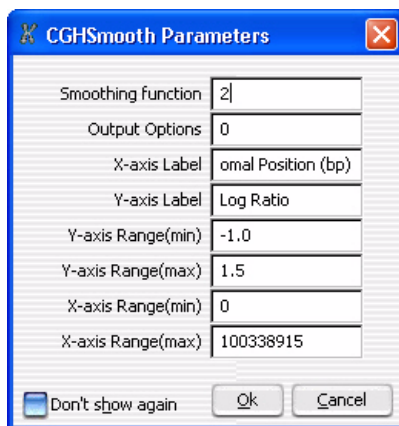 CGHSmooth Parameters
Smoothing function 2
Output Options 0
X-axis Label omal Position (bp)
Y-axis Label Log Ratio
Y-axis Range(min) -1.0
Y-axis Range(max) 1.5
X-axis Range(min) 0
X-axis Range(max) 100338915
Don't show again Ok Cancel